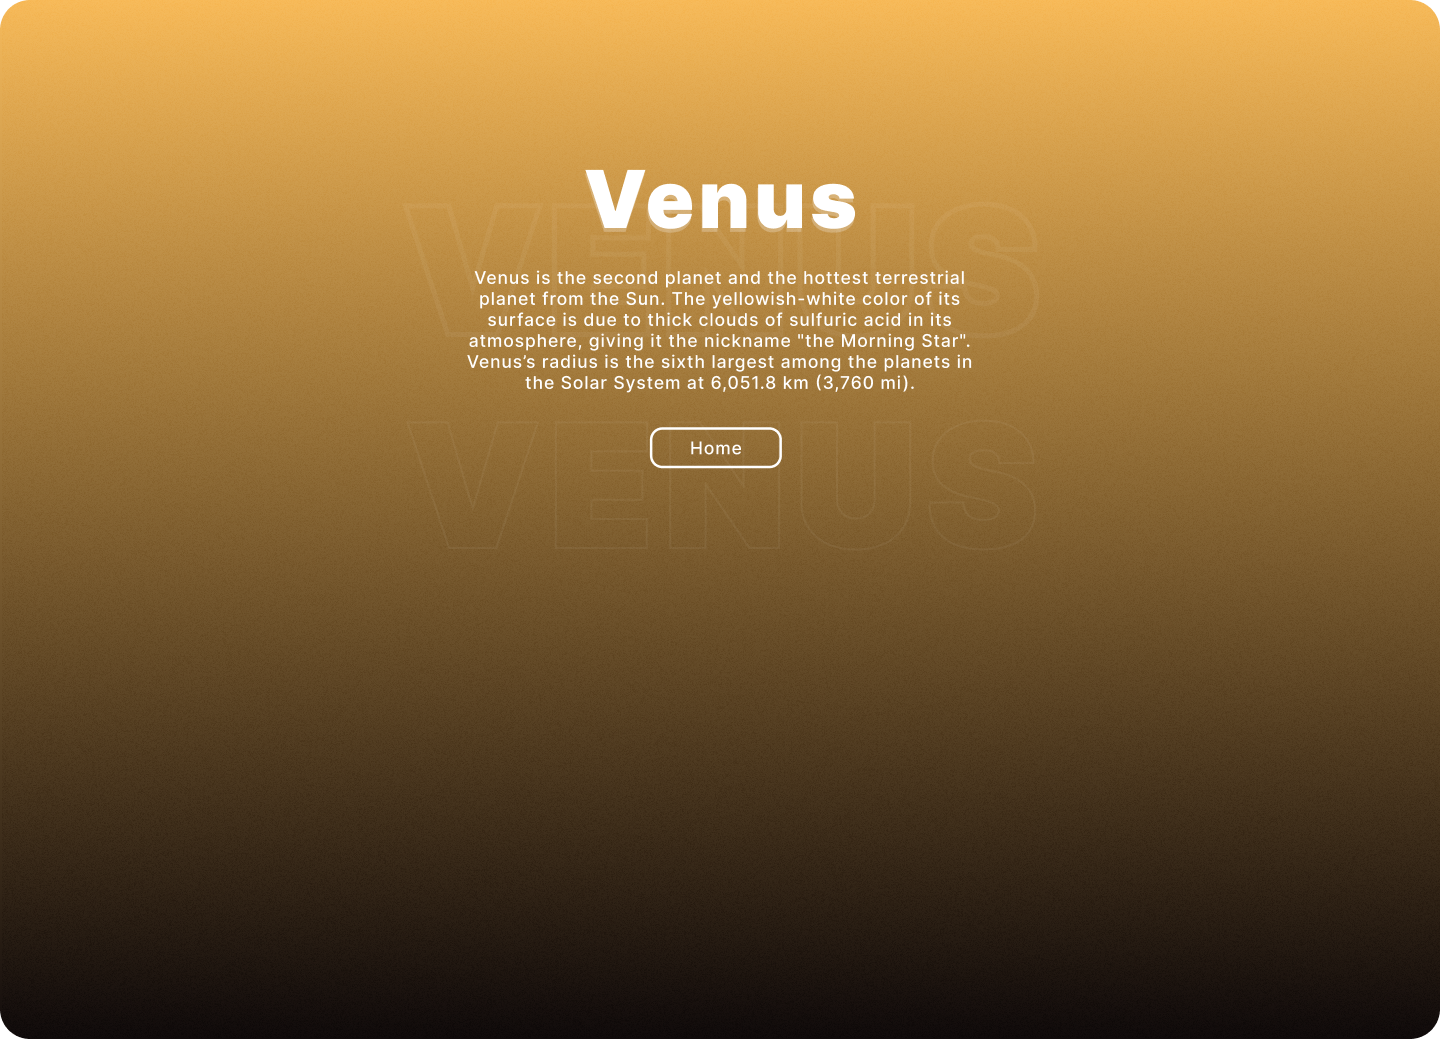 Venus
VENUS
Venus is the second planet and the hottest terrestrial
planet from the Sun. The yellowish-white color of its
surface is due to thick clouds of sulfuric acid in its
atmosphere, giving it the nickname "the Morning Star".
Venus’s radius is the sixth largest among the planets in
the Solar System at 6,051.8 km (3,760 mi).
Home
VENUS